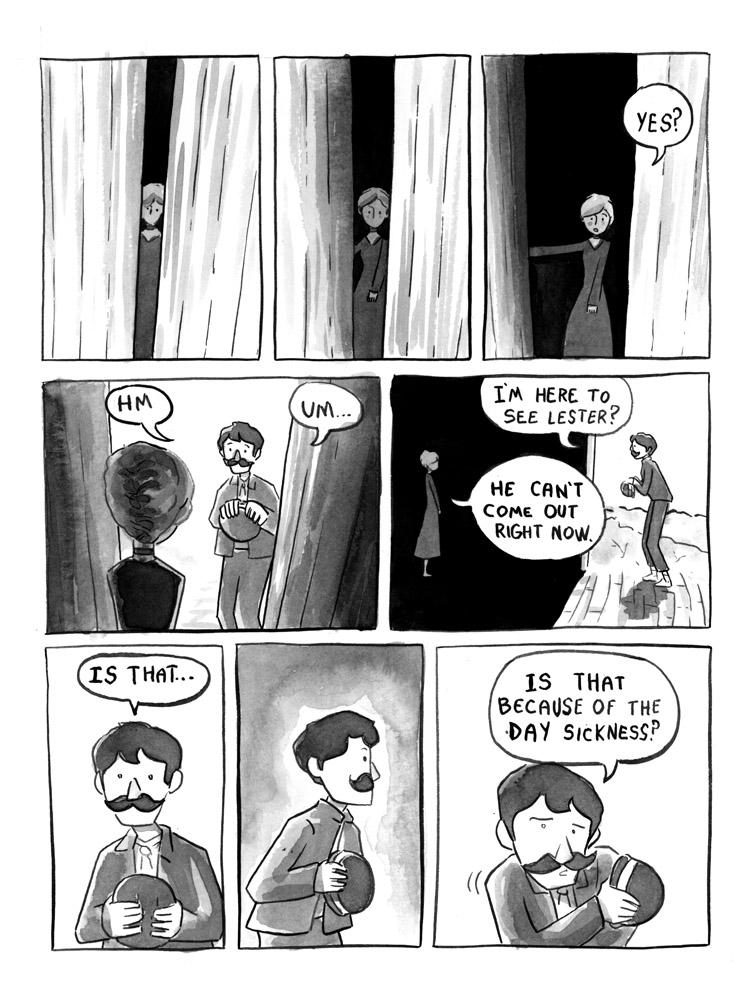 YES?
HM
UM...
I'M HERE TO
SEE LESTER?
HE CAN'T
COME OUT
RIGHT NOW.
IS THAT...
IS THAT
BECAUSE OF THE
DAY SICKNESS?